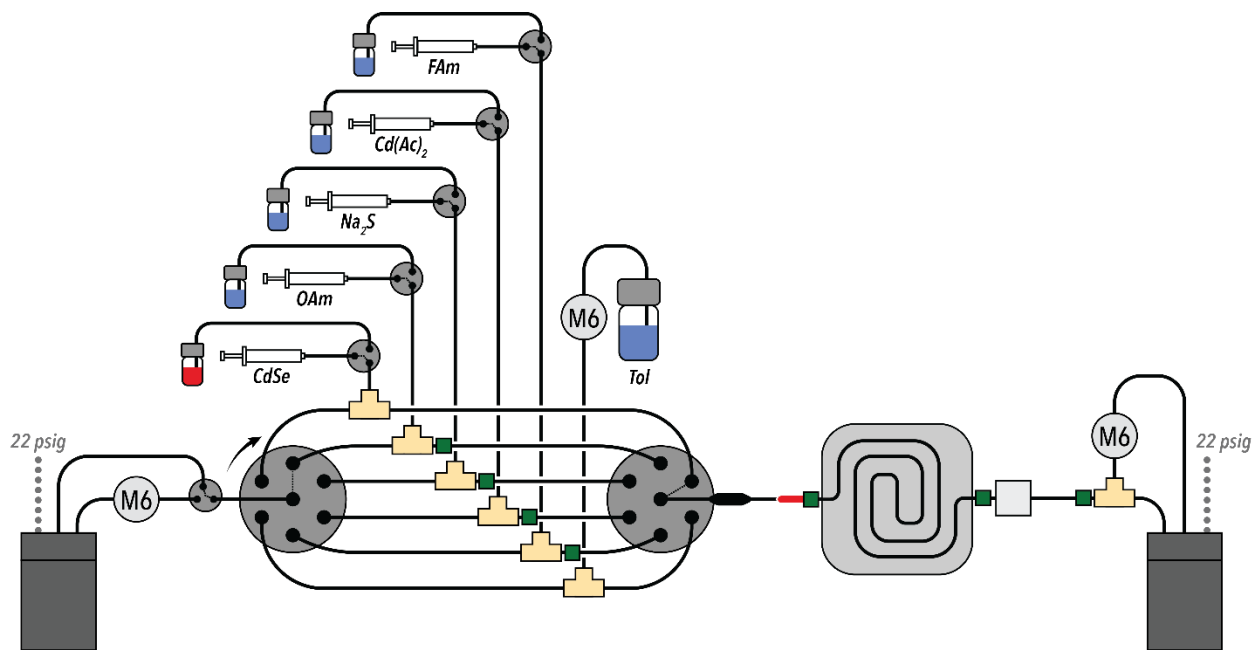 FAm
Cd(Ac)₂
Na₂S
OAm
CdSe
M6
Tol
22 psig
M6
M6
22 psig